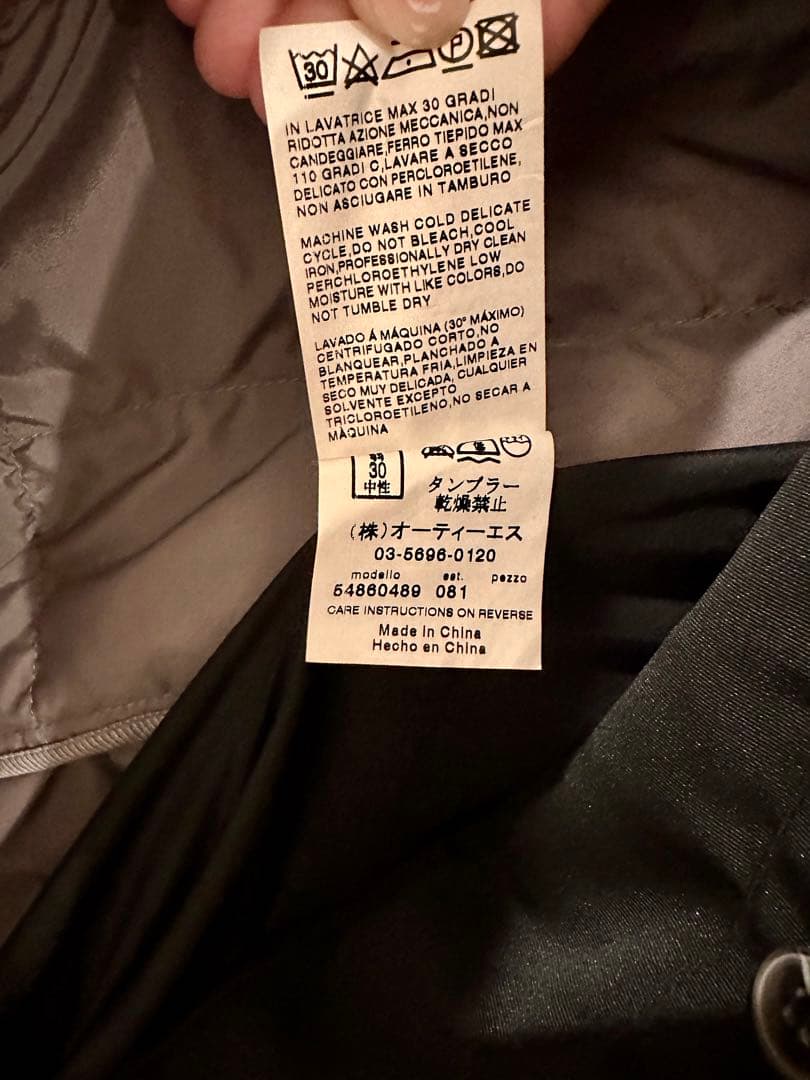 30
P
IN LAVATRICE MAX 30 GRADI
RIDOTTA AZIONE MECCANICA,NON
CANDEGGIARE,FERRO TIEPIDO MAX
110 GRADI C,LAVARE A SECCO
DELICATO CON PERCLOROETILENE,
NON ASCIUGARE IN TAMBURO
MACHINE WASH COLD DELICATE
CYCLE,DO NOT BLEACH,COOL
IRON,PROFESSIONALLY DRY CLEAN
PERCHLOROETHYLENE LOW
MOISTURE WITH LIKE COLORS,DO
NOT TUMBLE DRY
LAVADO Á MÁQUINA (30° MÁXIMO)
CENTRIFUGADO CORTO,NO
BLANQUEAR,PLANCHADO A
TEMPERATURA FRIA,LIMPIEZA EN
SECO MUY DELICADA, CUALQUIER
SOLVENTE EXCEPTO
TRICLOROETILENO,NO SECAR A
MÁQUINA
30
中性
タンブラー
乾燥禁止
(株)オーティーエス
03-5696-0120
modello est. pezzo
54860489 081
CARE INSTRUCTIONS ON REVERSE
Made in China
Hecho en China